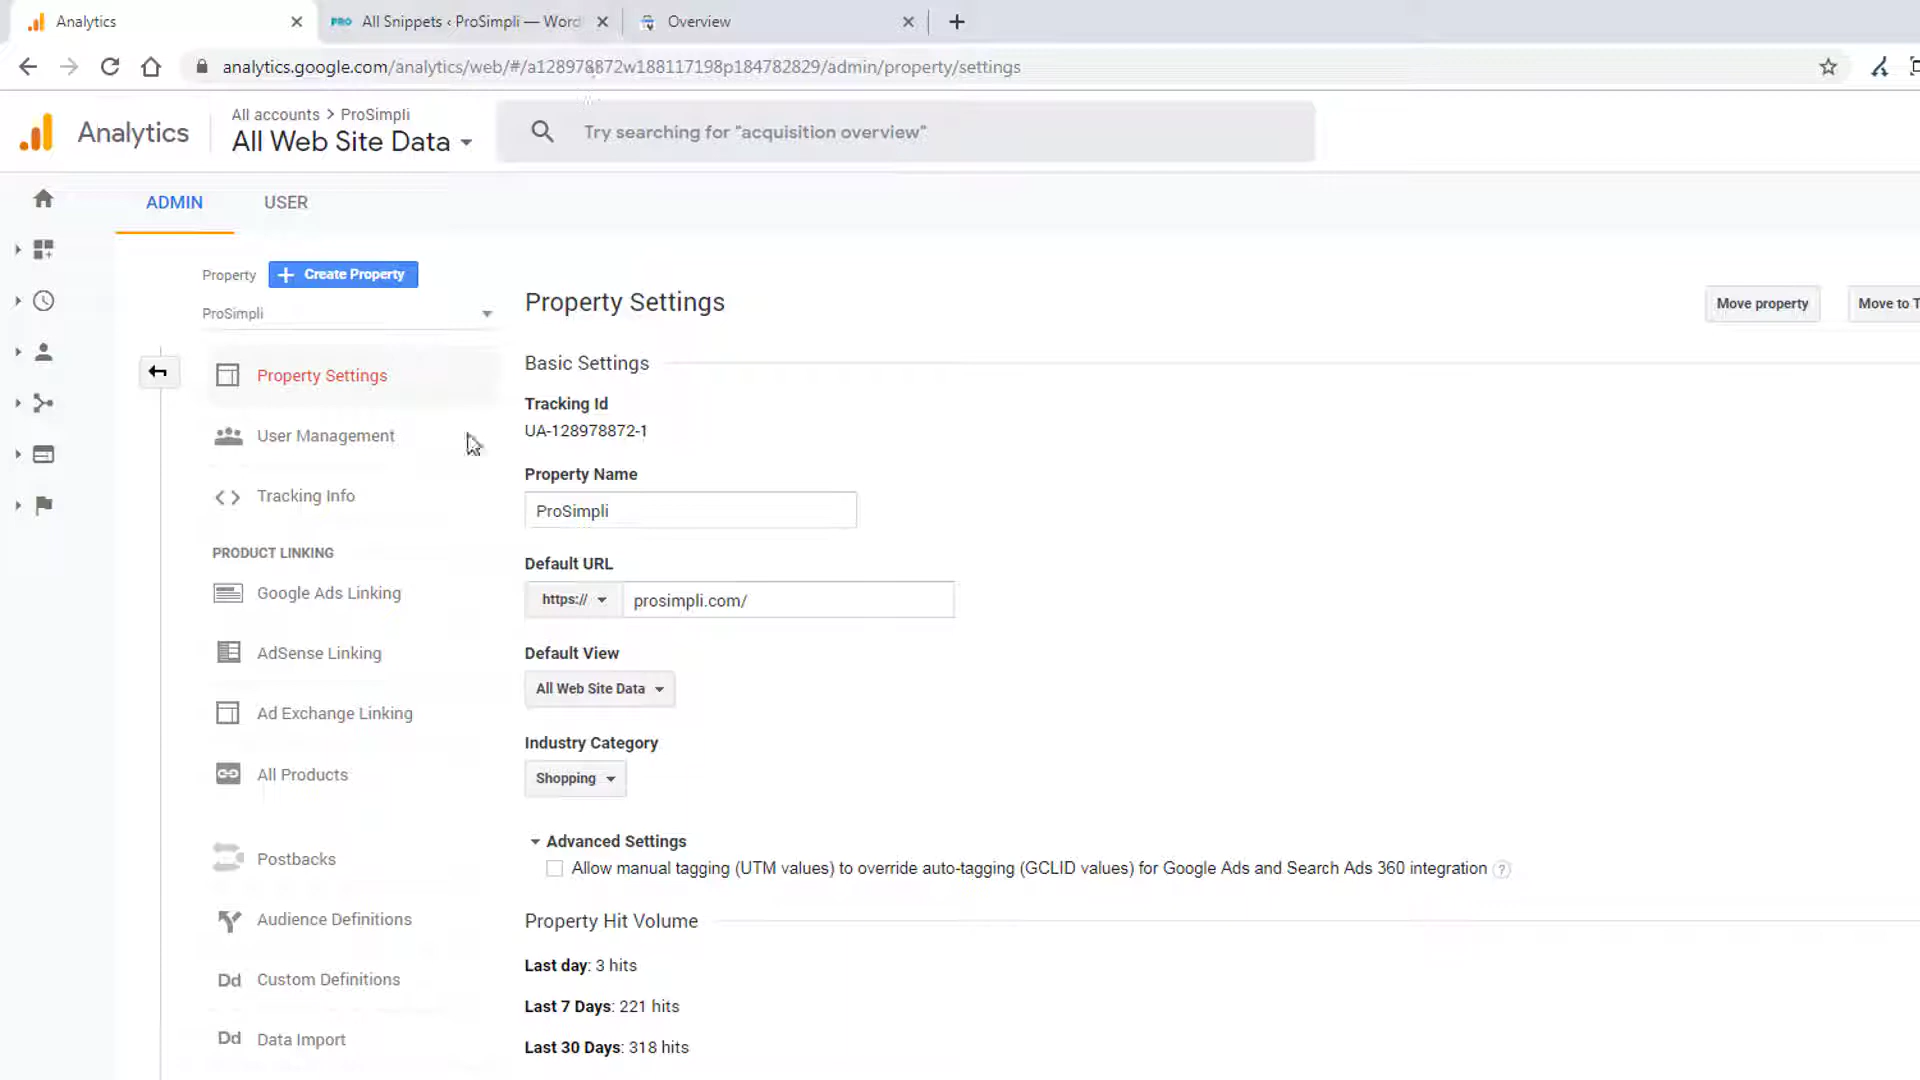 Analytics
PRO All Snippets ‹ ProSimpli — Word
Overview
analytics.google.com/analytics/web/#/a128978872w188117198p184782829/admin/property/settings
Analytics
All accounts > ProSimpli
All Web Site Data
Try searching for "acquisition overview"
ADMIN
USER
Property
Create Property
ProSimpli
Property Settings
Move property
Move to T
Property Settings
User Management
Tracking Info
PRODUCT LINKING
Google Ads Linking
AdSense Linking
Ad Exchange Linking
All Products
Postbacks
Audience Definitions
Dd Custom Definitions
Dd Data Import
Basic Settings
Tracking Id
UA-128978872-1
Property Name
ProSimpli
Default URL
https://
prosimpli.com/
Default View
All Web Site Data
Industry Category
Shopping
Advanced Settings
Allow manual tagging (UTM values) to override auto-tagging (GCLID values) for Google Ads and Search Ads 360 integration ?
Property Hit Volume
Last day: 3 hits
Last 7 Days: 221 hits
Last 30 Days: 318 hits